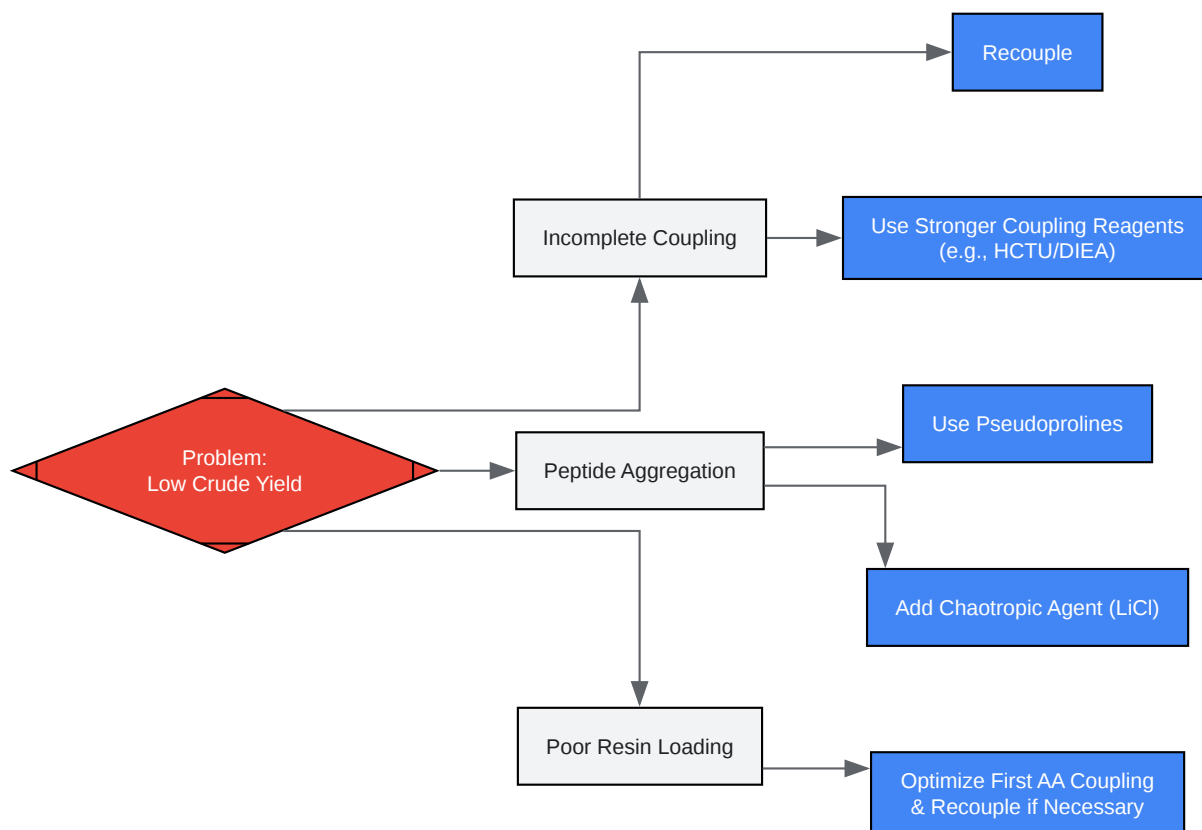 Recouple
Incomplete Coupling
Use Stronger Coupling Reagents
(e.g., HCTU/DIEA)
Problem:
Low Crude Yield
Peptide Aggregation
Use Pseudoprolines
Add Chaotropic Agent (LiCl)
Poor Resin Loading
Optimize First AA Coupling
& Recouple if Necessary